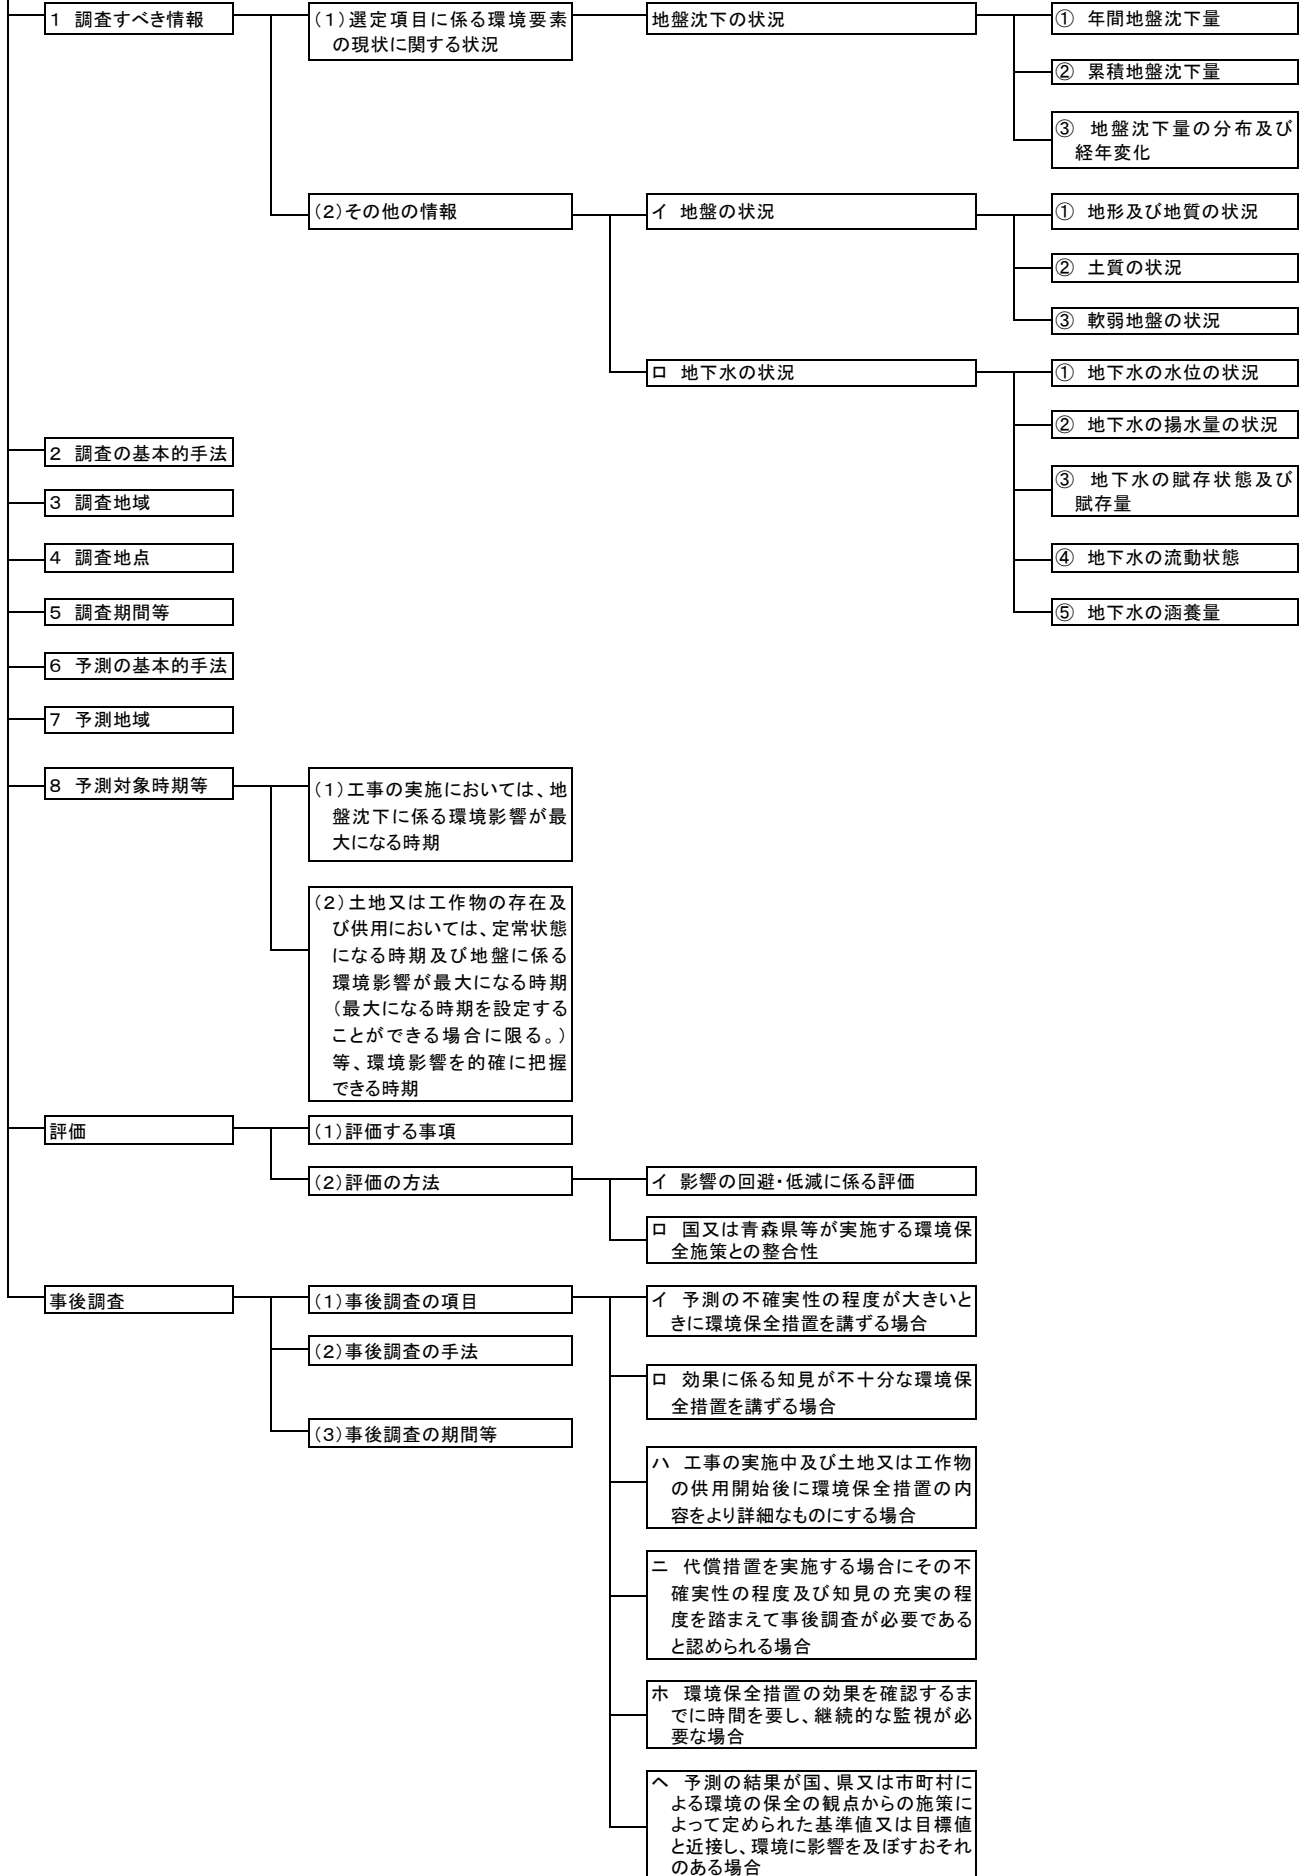 1 調査すべき情報
(1)選定項目に係る環境要素
の現状に関する状況
地盤沈下の状況
① 年間地盤沈下量
② 累積地盤沈下量
③ 地盤沈下量の分布及び
経年変化
(2)その他の情報
イ 地盤の状況
① 地形及び地質の状況
② 土質の状況
③ 軟弱地盤の状況
ロ 地下水の状況
① 地下水の水位の状況
② 地下水の揚水量の状況
③ 地下水の賦存状態及び
賦存量
④ 地下水の流動状態
⑤ 地下水の涵養量
2 調査の基本的手法
3 調査地域
4 調査地点
5 調査期間等
6 予測の基本的手法
7 予測地域
8 予測対象時期等
(1)工事の実施においては、地
盤沈下に係る環境影響が最
大になる時期
(2)土地又は工作物の存在及
び供用においては、定常状態
になる時期及び地盤に係る
環境影響が最大になる時期
(最大になる時期を設定する
ことができる場合に限る。)
等、環境影響を的確に把握
できる時期
評価
(1)評価する事項
(2)評価の方法
イ 影響の回避・低減に係る評価
ロ 国又は青森県等が実施する環境保
全施策との整合性
事後調査
(1)事後調査の項目
イ 予測の不確実性の程度が大きいと
きに環境保全措置を講ずる場合
(2)事後調査の手法
ロ 効果に係る知見が不十分な環境保
全措置を講ずる場合
(3)事後調査の期間等
ハ 工事の実施中及び土地又は工作物
の供用開始後に環境保全措置の内
容をより詳細なものにする場合
ニ 代償措置を実施する場合にその不
確実性の程度及び知見の充実の程
度を踏まえて事後調査が必要である
と認められる場合
ホ 環境保全措置の効果を確認するま
でに時間を要し、継続的な監視が必
要な場合
ヘ 予測の結果が国、県又は市町村に
よる環境の保全の観点からの施策に
よって定められた基準値又は目標値
と近接し、環境に影響を及ぼすおそれ
のある場合